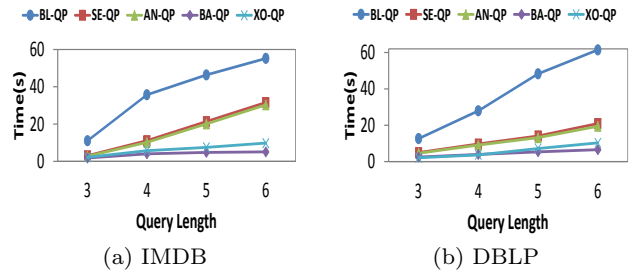 BL-QP SE-QP AN-QP BA-QP XO-QP
60
40
20
0
Time(s)
3 4 5 6
Query Length
(a) IMDB
BL-QP SE-QP AN-QP BA-QP XO-QP
60
40
20
0
Time(s)
3 4 5 6
Query Length
(b) DBLP